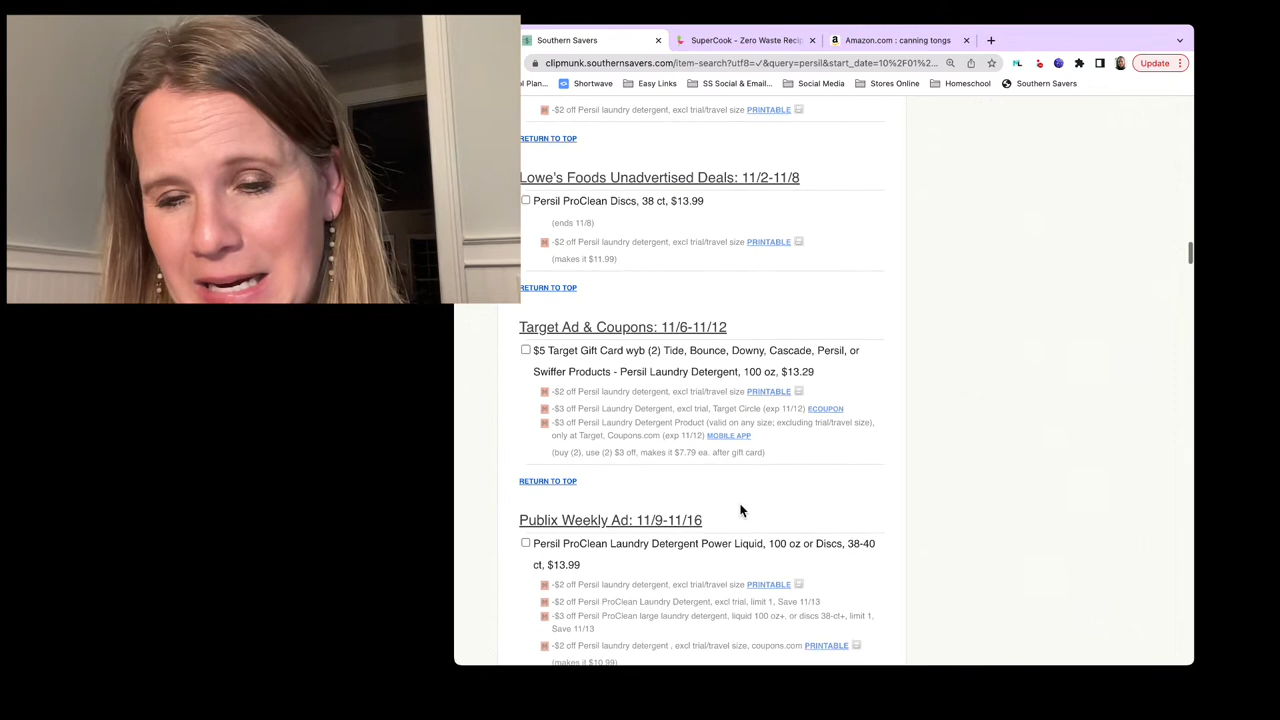 Southern Savers
SuperCook - Zero Waste Recip
Amazon.com : canning tongs
clipmunk.southernsavers.com/item-search?utf8=✓&query=persil&start_date=10%2F01%2...
Update
ol Plan...
Shortwave
Easy Links
SS Social & Email...
Social Media
Stores Online
Homeschool
Southern Savers
-$2 off Persil laundry detergent, excl trial/travel size PRINTABLE
RETURN TO TOP
Lowe's Foods Unadvertised Deals: 11/2-11/8
Persil ProClean Discs, 38 ct, $13.99
(ends 11/8)
-$2 off Persil laundry detergent, excl trial/travel size PRINTABLE
(makes it $11.99)
RETURN TO TOP
Target Ad & Coupons: 11/6-11/12
$5 Target Gift Card wyb (2) Tide, Bounce, Downy, Cascade, Persil, or
Swiffer Products - Persil Laundry Detergent, 100 oz, $13.29
-$2 off Persil laundry detergent, excl trial/travel size PRINTABLE
-$3 off Persil Laundry Detergent, excl trial, Target Circle (exp 11/12) ECOUPON
-$3 off Persil Laundry Detergent Product (valid on any size; excluding trial/travel size),
only at Target, Coupons.com (exp 11/12) MOBILE APP
(buy (2), use (2) $3 off, makes it $7.79 ea. after gift card)
RETURN TO TOP
Publix Weekly Ad: 11/9-11/16
Persil ProClean Laundry Detergent Power Liquid, 100 oz or Discs, 38-40
ct, $13.99
-$2 off Persil laundry detergent, excl trial/travel size PRINTABLE
-$2 off Persil ProClean Laundry Detergent, excl trial, limit 1, Save 11/13
-$3 off Persil ProClean large laundry detergent, liquid 100 oz+, or discs 38-ct+, limit 1,
Save 11/13
-$2 off Persil laundry detergent , excl trial/travel size, coupons.com PRINTABLE
(makes it $10.99)